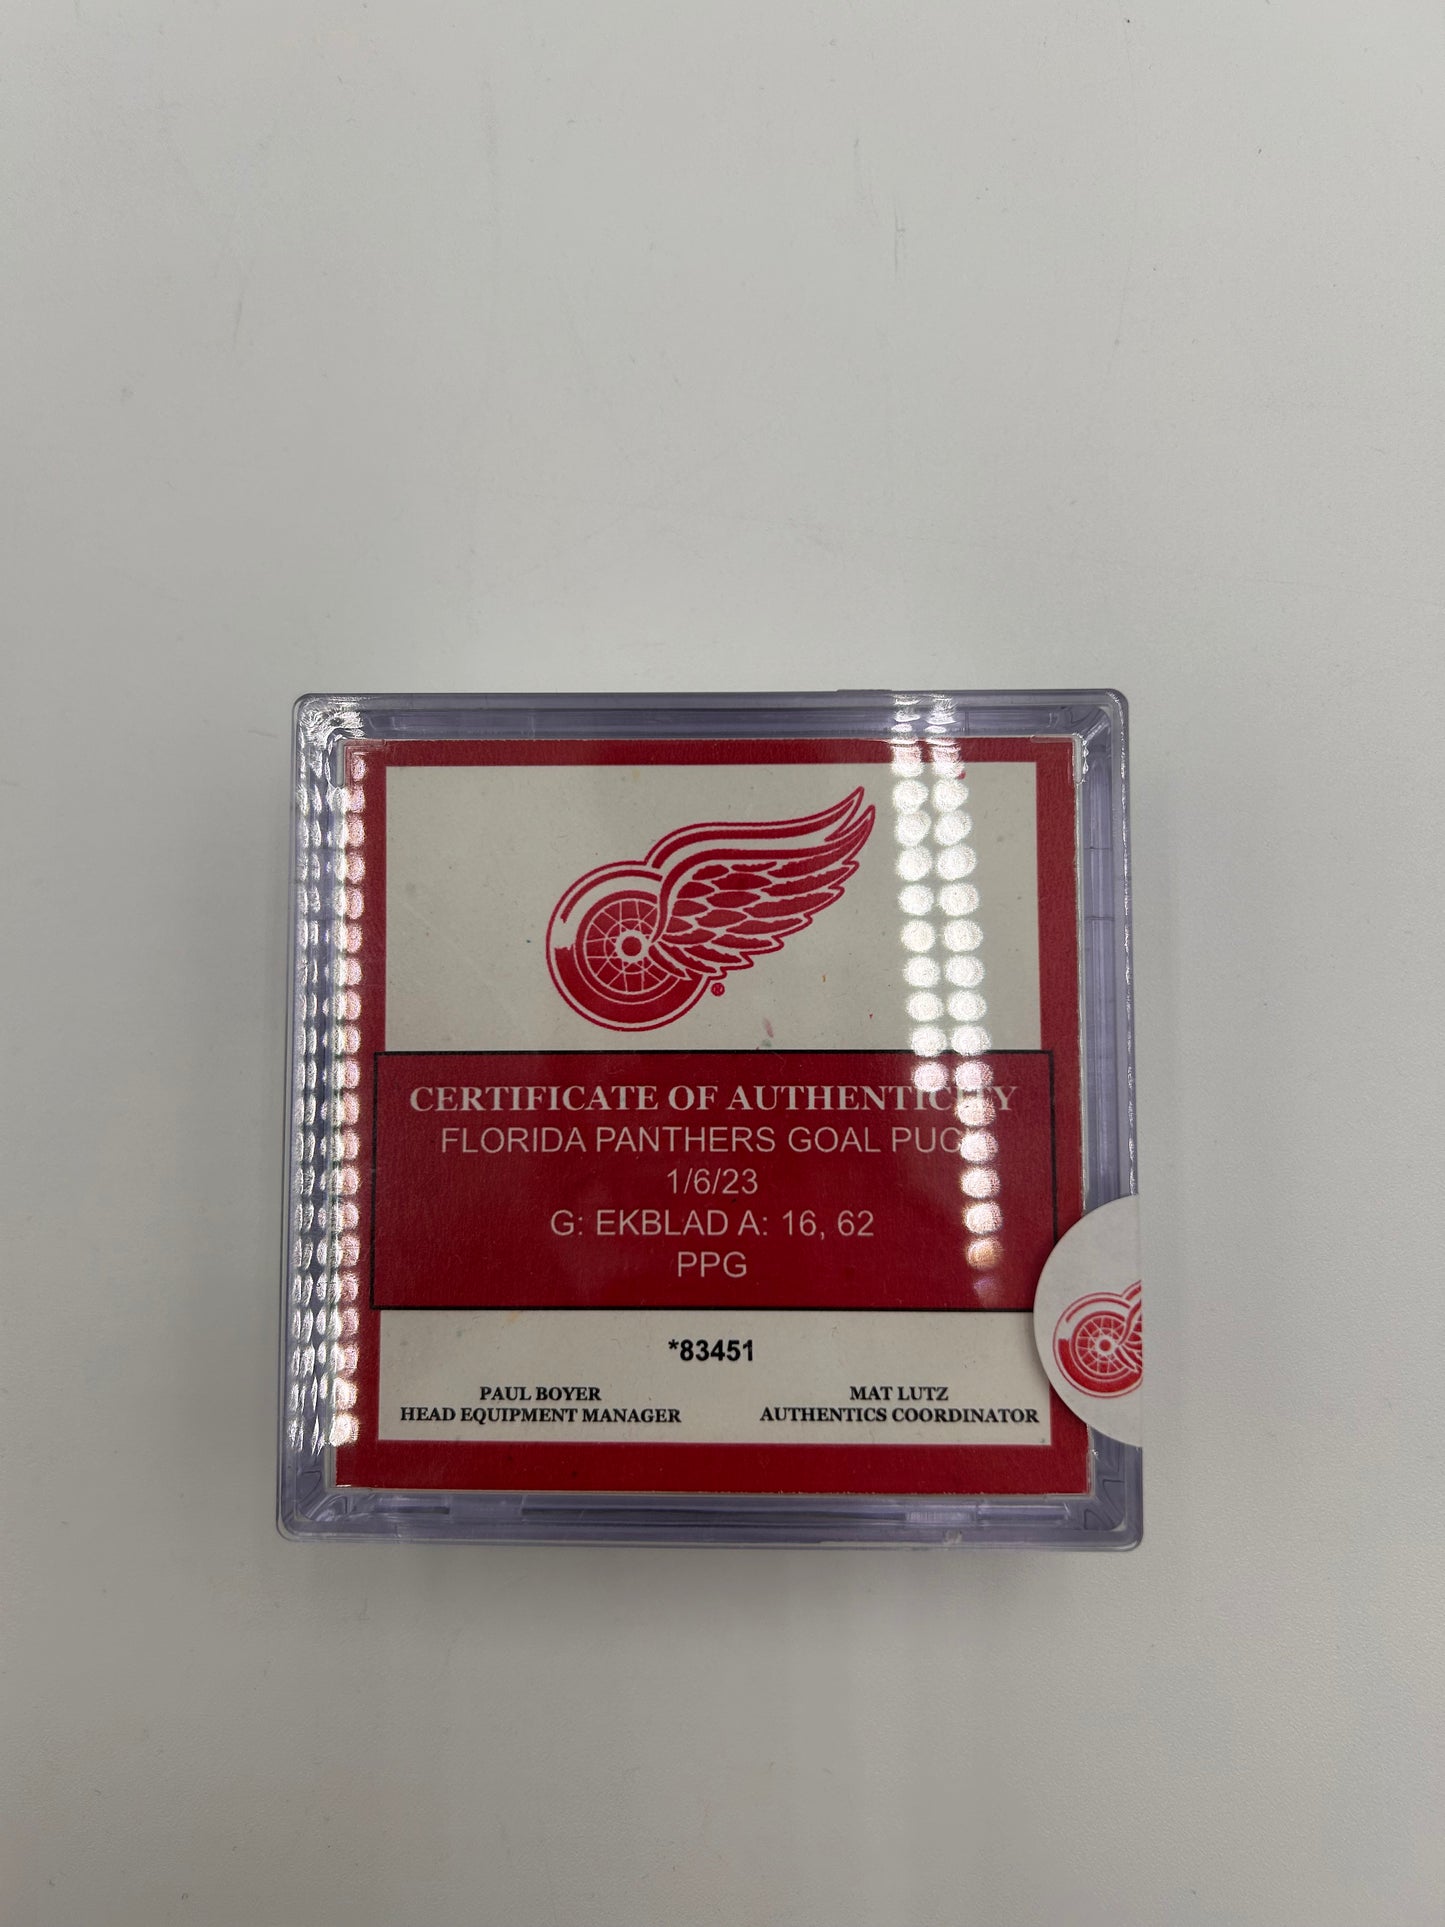 CERTIFICATE OF AUTHENTICITY
FLORIDA PANTHERS GOAL PUCK
1/6/23
G: EKBLAD A: 16, 62
PPG
*83451
PAUL BOYER
HEAD EQUIPMENT MANAGER
MAT LUTZ
AUTHENTICS COORDINATOR